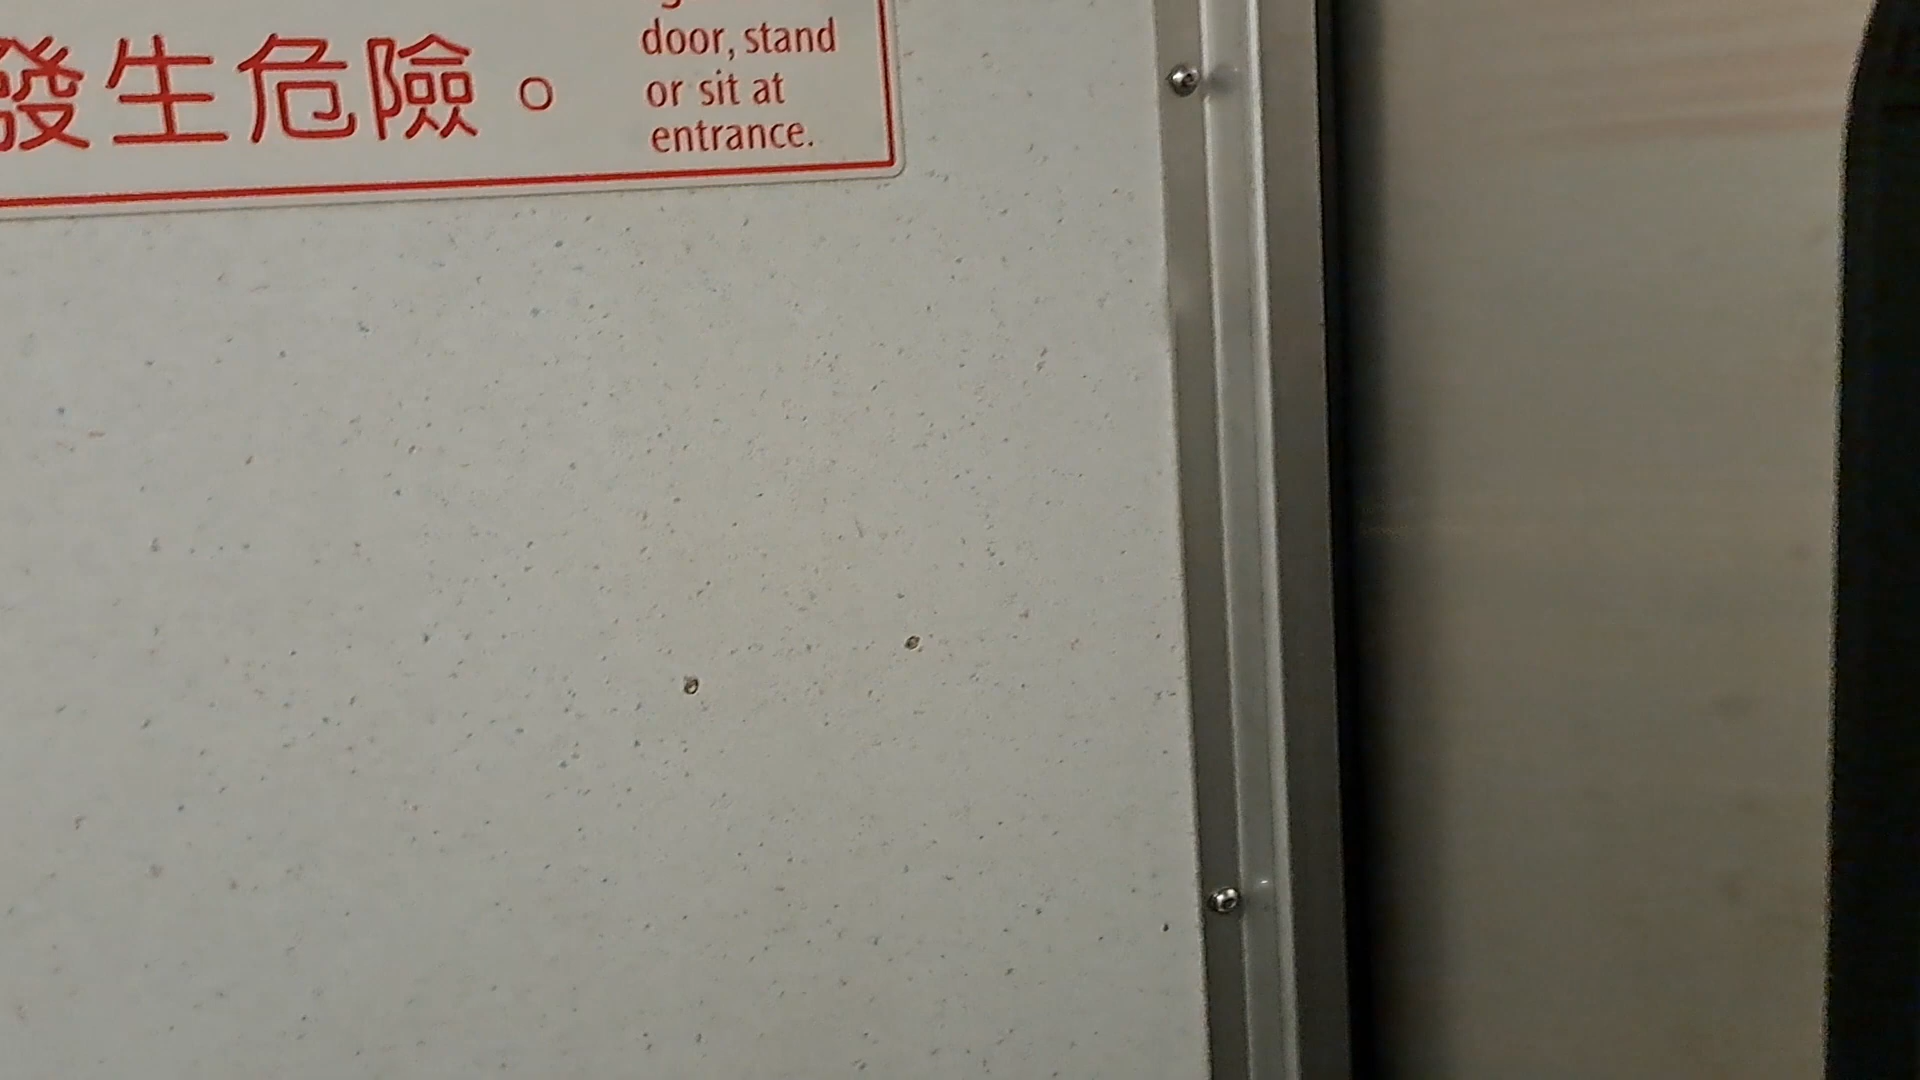 發生危險。
door, stand
or sit at
entrance.